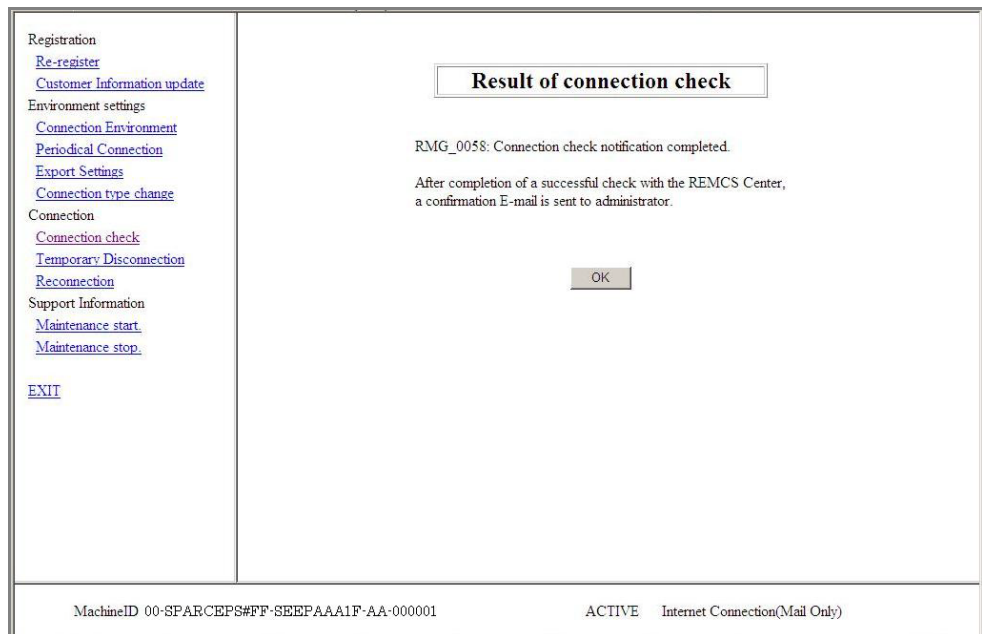 Registration
Re-register
Customer Information update
Environment settings
Connection Environment
Periodical Connection
Export Settings
Connection type change
Connection
Connection check
Temporary Disconnection
Reconnection
Support Information
Maintenance start.
Maintenance stop.
EXIT
Result of connection check
RMG_0058: Connection check notification completed.
After completion of a successful check with the REMCS Center,
a confirmation E-mail is sent to administrator.
OK
MachineID 00-SPARCEPS#FF-SEEPAAA1F-AA-000001 ACTIVE Internet Connection(Mail Only)